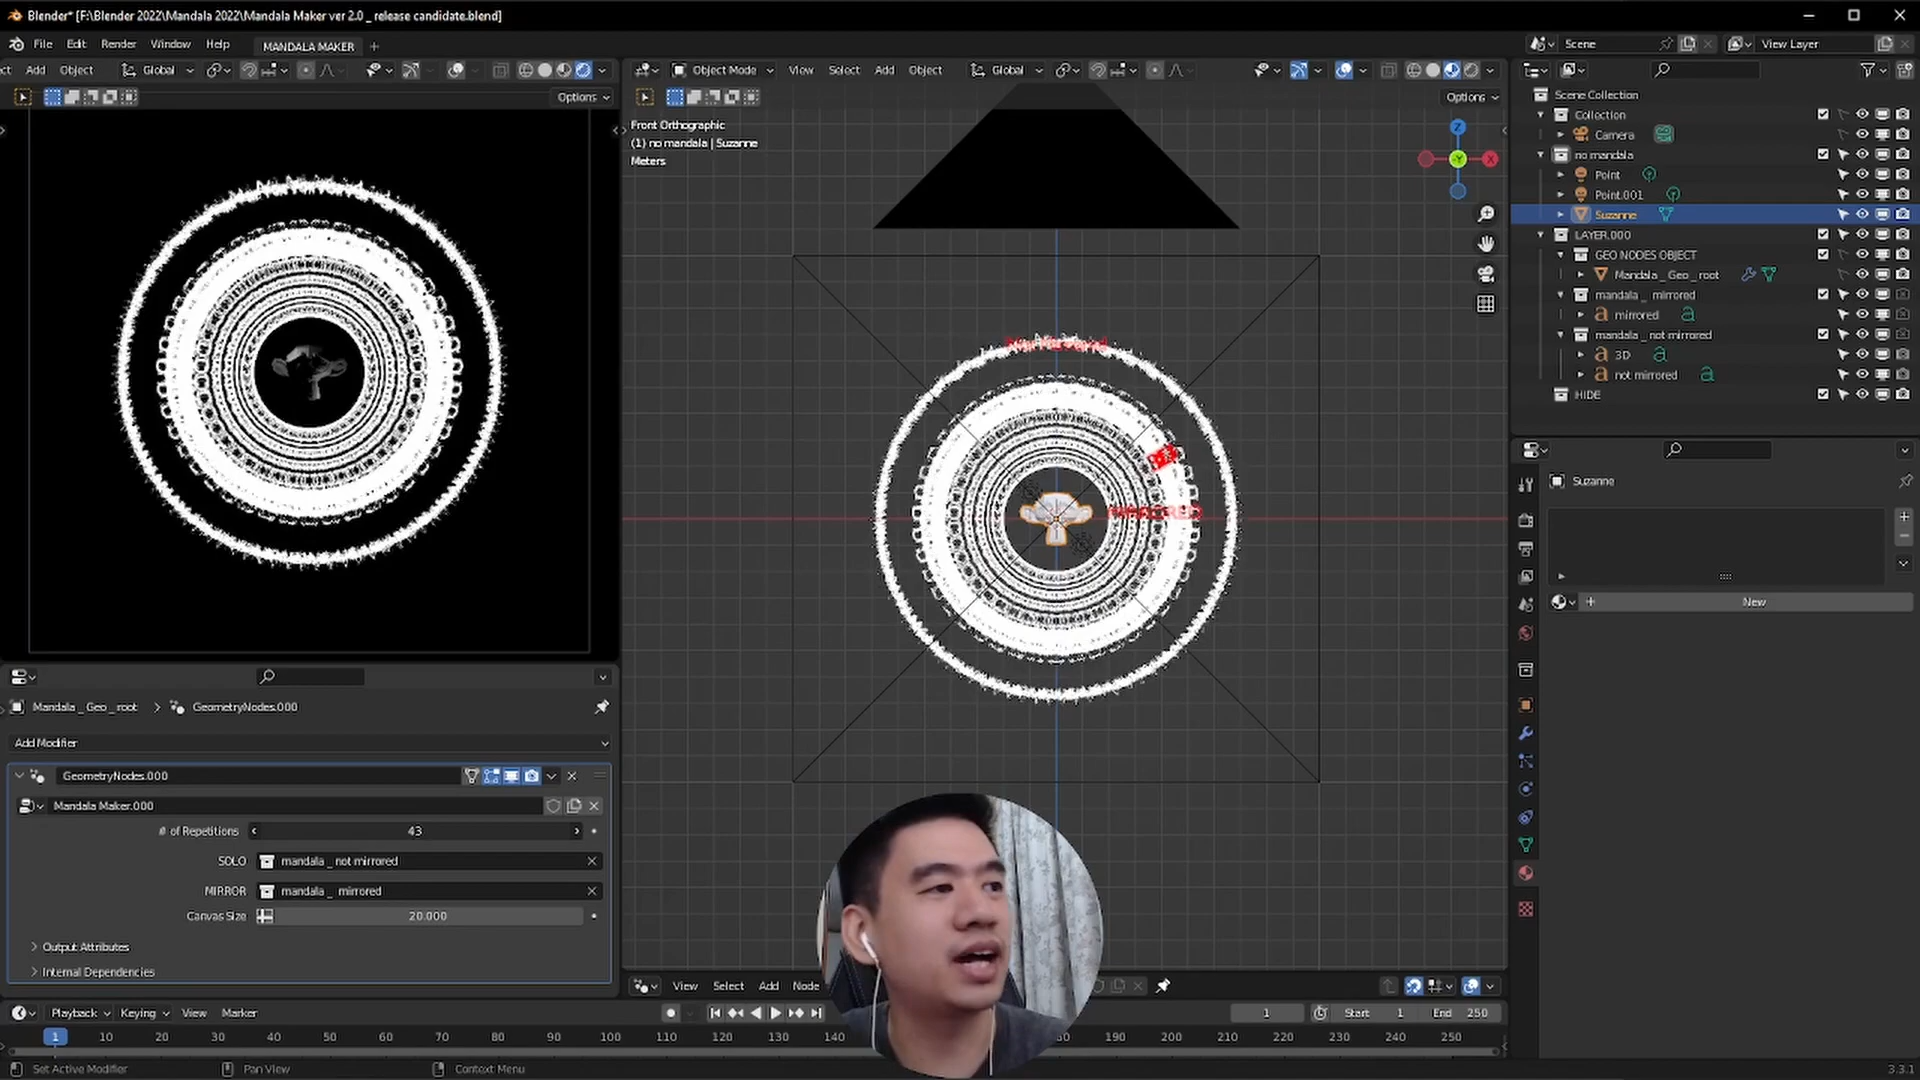 Blender* [F:\Blender 2022\Mandala 2022\Mandala Maker ver 2.0 _ release candidate.blend]
File Edit Render Window Help MANDALA MAKER +
Scene
View Layer
Add Object Global
Options
Object Mode View Select Add Object Global
Options
Front Orthographic
(1) no mandala | Suzanne
Meters
Z
-Y
X
Scene Collection
Collection
Camera
no mandala
Point
Point.001
Suzanne
LAYER.000
GEO NODES OBJECT
Mandala _ Geo _ root
mandala _ mirrored
mirrored
mandala _ not mirrored
3D
not mirrored
HIDE
Suzanne
New
Mandala _ Geo _ root > GeometryNodes.000
Add Modifier
GeometryNodes.000
Mandala Maker.000
# of Repetitions 43
SOLO mandala _ not mirrored
MIRROR mandala _ mirrored
Canvas Size 20.000
Output Attributes
Internal Dependencies
View Select Add Node
Playback Keying View Marker
1 Start 1 End 250
1 10 20 30 40 50 60 70 80 90 100 110 120 130 140 190 200 210 220 230 240 250
Set Active Modifier Pan View Context Menu
3.3.1